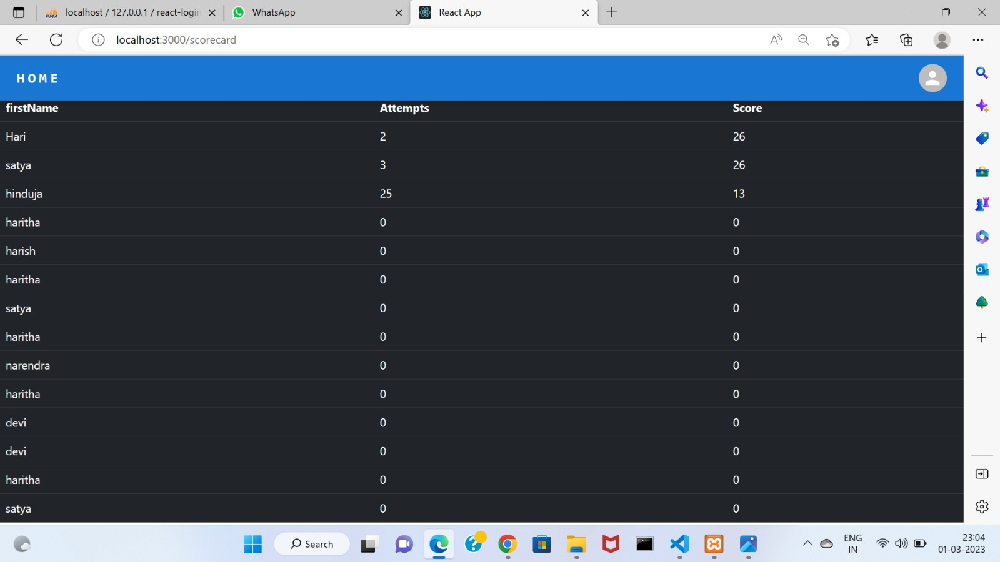 localhost / 127.0.0.1 / react-login
WhatsApp
React App
localhost:3000/scorecard
HOME
firstName Attempts Score
Hari 2 26
satya 3 26
hinduja 25 13
haritha 0 0
harish 0 0
haritha 0 0
satya 0 0
haritha 0 0
narendra 0 0
haritha 0 0
devi 0 0
devi 0 0
haritha 0 0
satya 0 0
Search
ENG
IN
23:04
01-03-2023